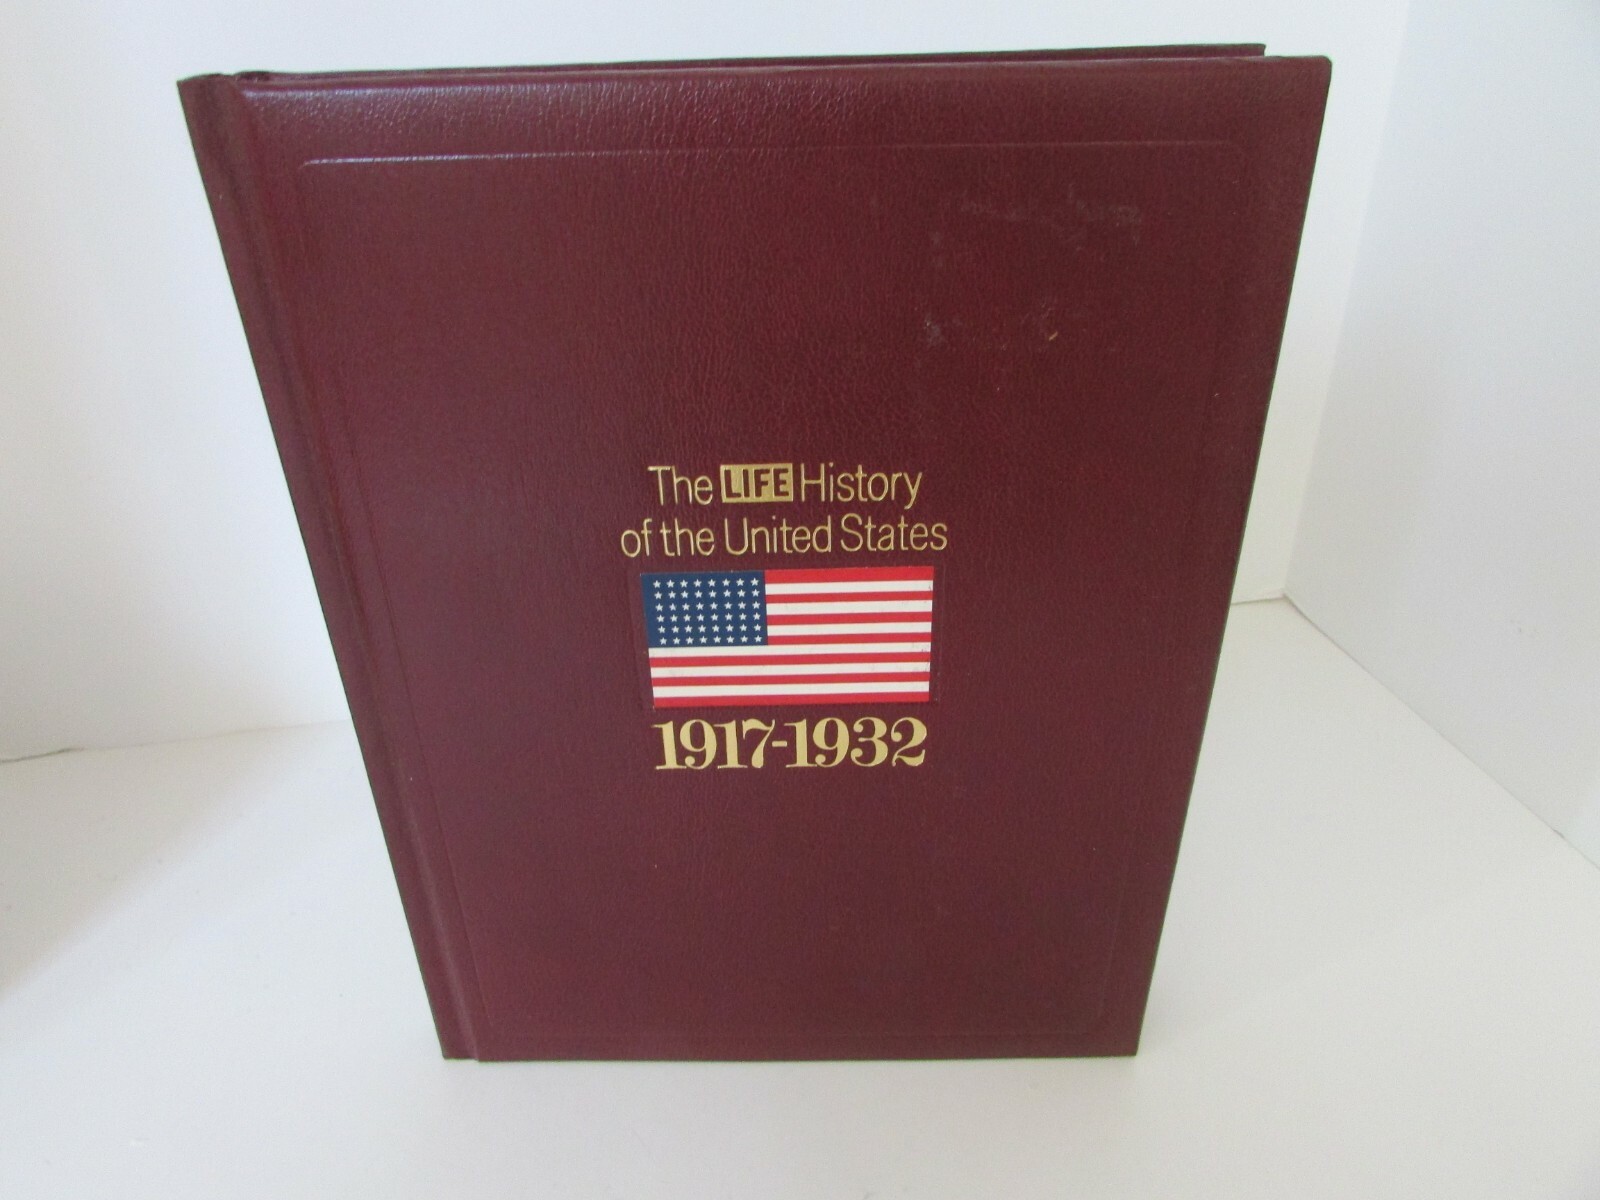 The LIFE History
of the United States
1917-1932